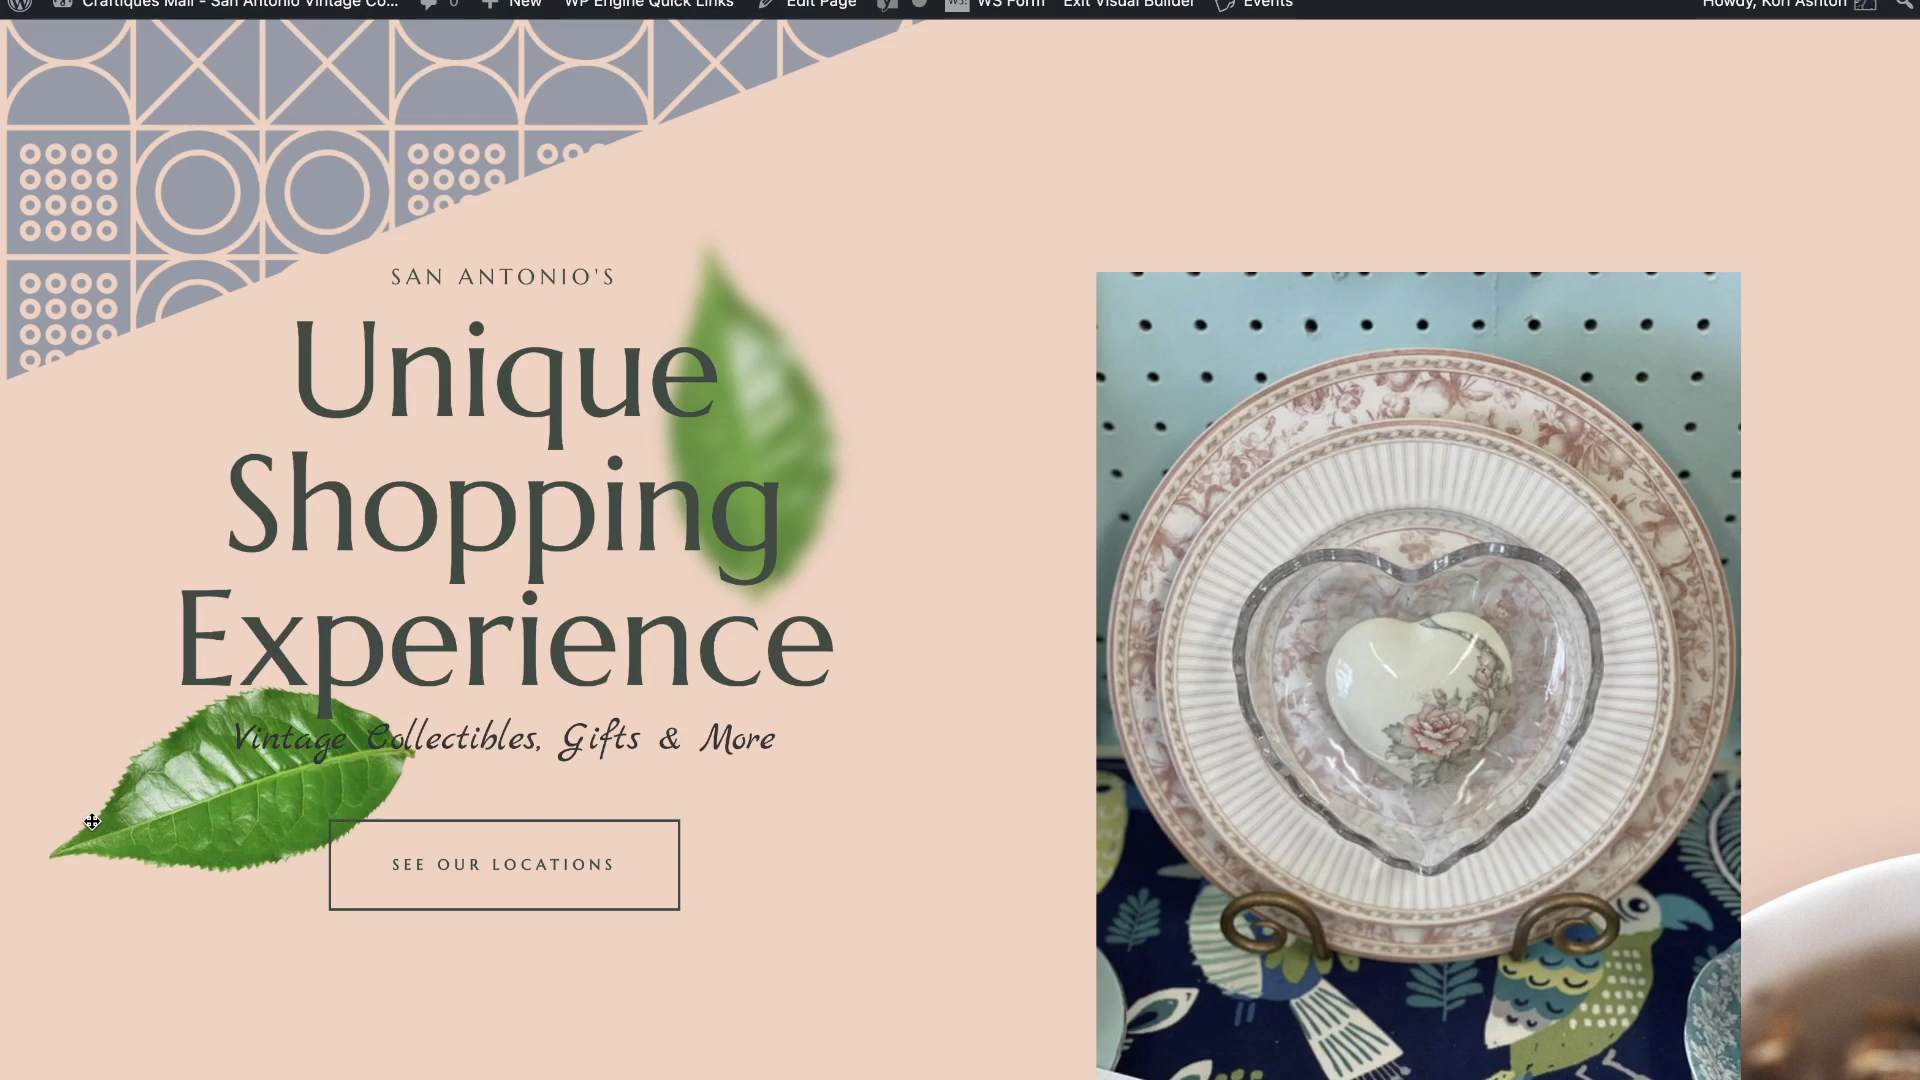 Craftiques Mall - San Antonio Vintage Co... 0 New WP Engine Quick Links Edit Page WS Form Exit Visual Builder Events Howdy, Kori Ashton
SAN ANTONIO'S
Unique
Shopping
Experience
Vintage Collectibles, Gifts & More
SEE OUR LOCATIONS